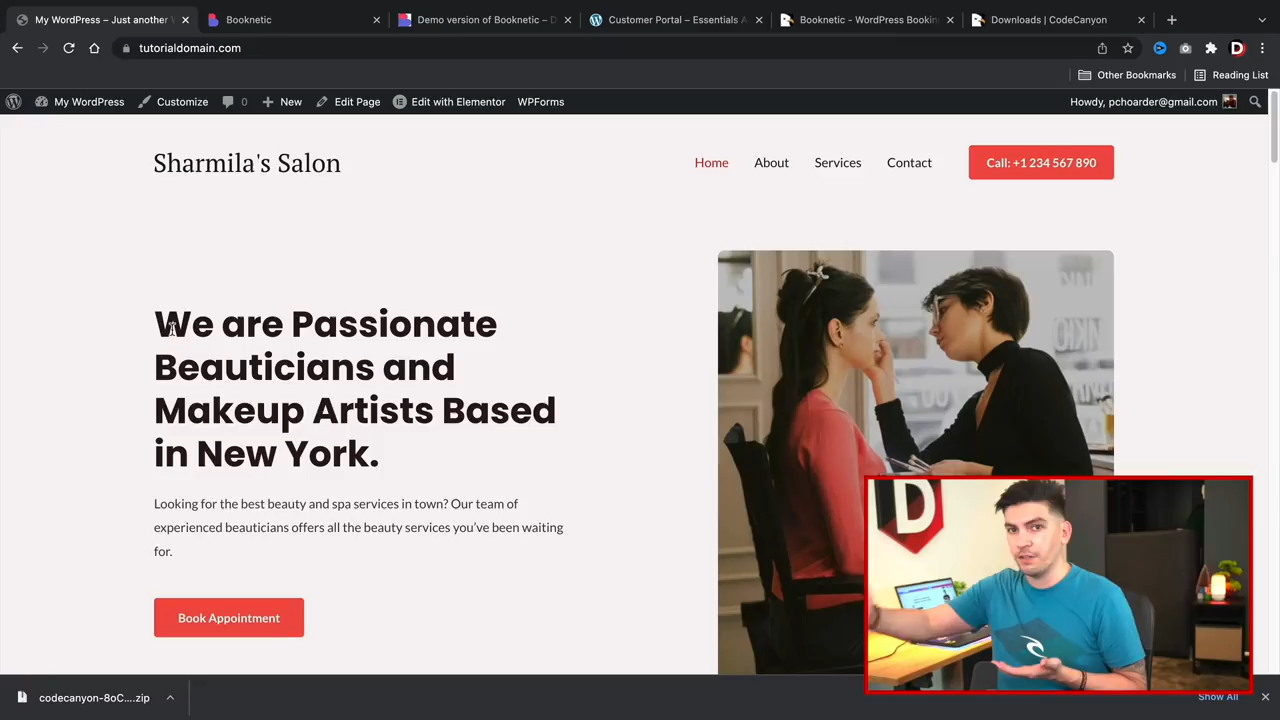 My WordPress – Just another
Booknetic
Demo version of Booknetic – D
Customer Portal – Essentials A
Booknetic - WordPress Bookin
Downloads | CodeCanyon
tutorialdomain.com
Other Bookmarks
Reading List
My WordPress
Customize
0
New
Edit Page
Edit with Elementor
WPForms
Howdy, pchoarder@gmail.com
Sharmila's Salon
Home
About
Services
Contact
Call: +1 234 567 890
We are Passionate
Beauticians and
Makeup Artists Based
in New York.
Looking for the best beauty and spa services in town? Our team of
experienced beauticians offers all the beauty services you’ve been waiting
for.
Book Appointment
D
codecanyon-8oC....zip
Show All